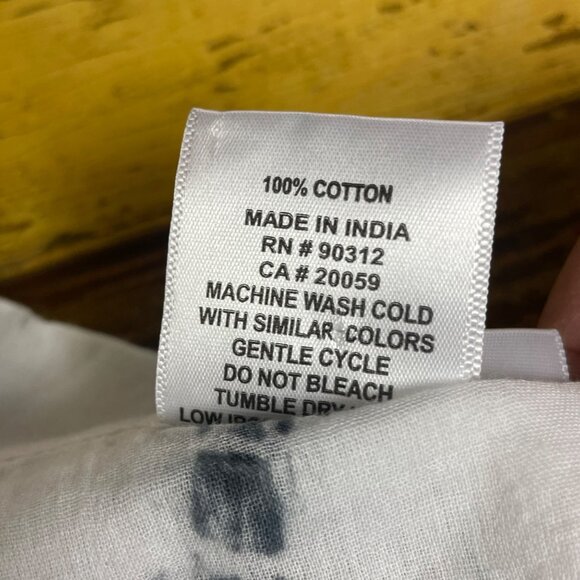 100% COTTON
MADE IN INDIA
RN # 90312
CA # 20059
MACHINE WASH COLD
WITH SIMILAR COLORS
GENTLE CYCLE
DO NOT BLEACH
TUMBLE DRY
LOW